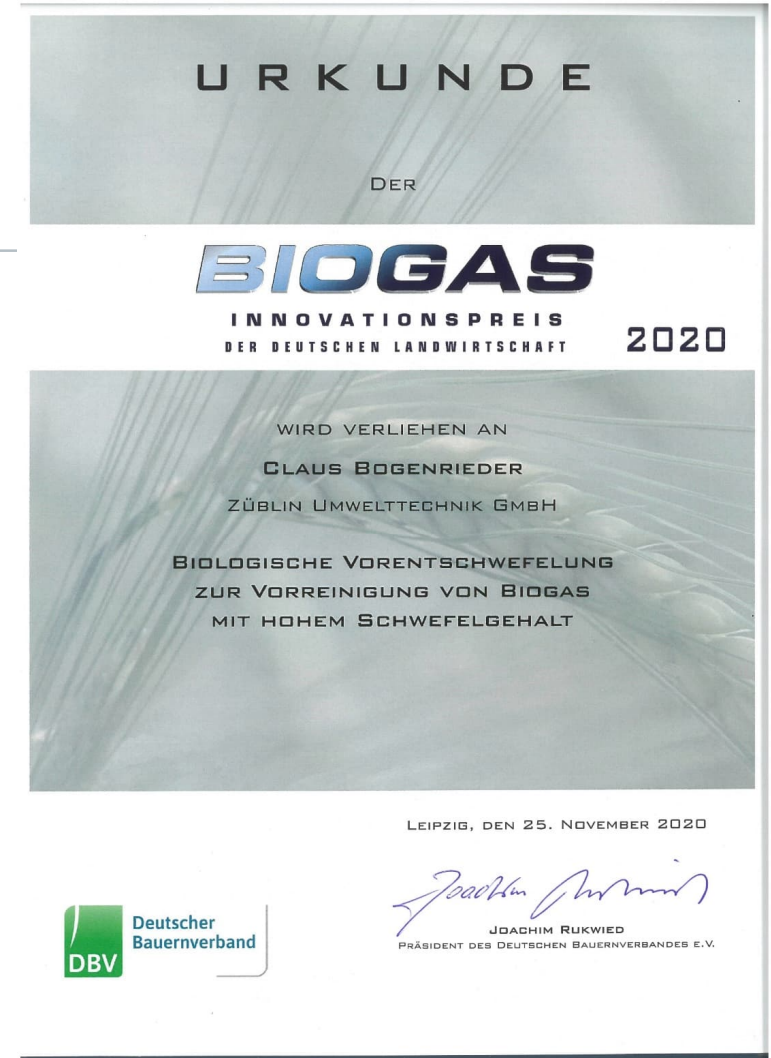 URKUNDE
DER
BIOGAS
INNOVATIONSPREIS
DER DEUTSCHEN LANDWIRTSCHAFT
2020
WIRD VERLIEHEN AN
CLAUS BOGENRIEDER
ZÜBLIN UMWELTTECHNIK GMBH
BIOLOGISCHE VORENTSCHWEFELUNG
ZUR VORREINIGUNG VON BIOGAS
MIT HOHEM SCHWEFELGEHALT
LEIPZIG, DEN 25. NOVEMBER 2020
Joachim Rukwied
JOACHIM RUKWIED
PRÄSIDENT DES DEUTSCHEN BAUERNVERBANDES E.V.
DBV
Deutscher
Bauernverband